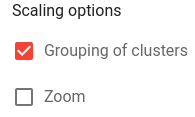 Scaling options
Grouping of clusters
Zoom